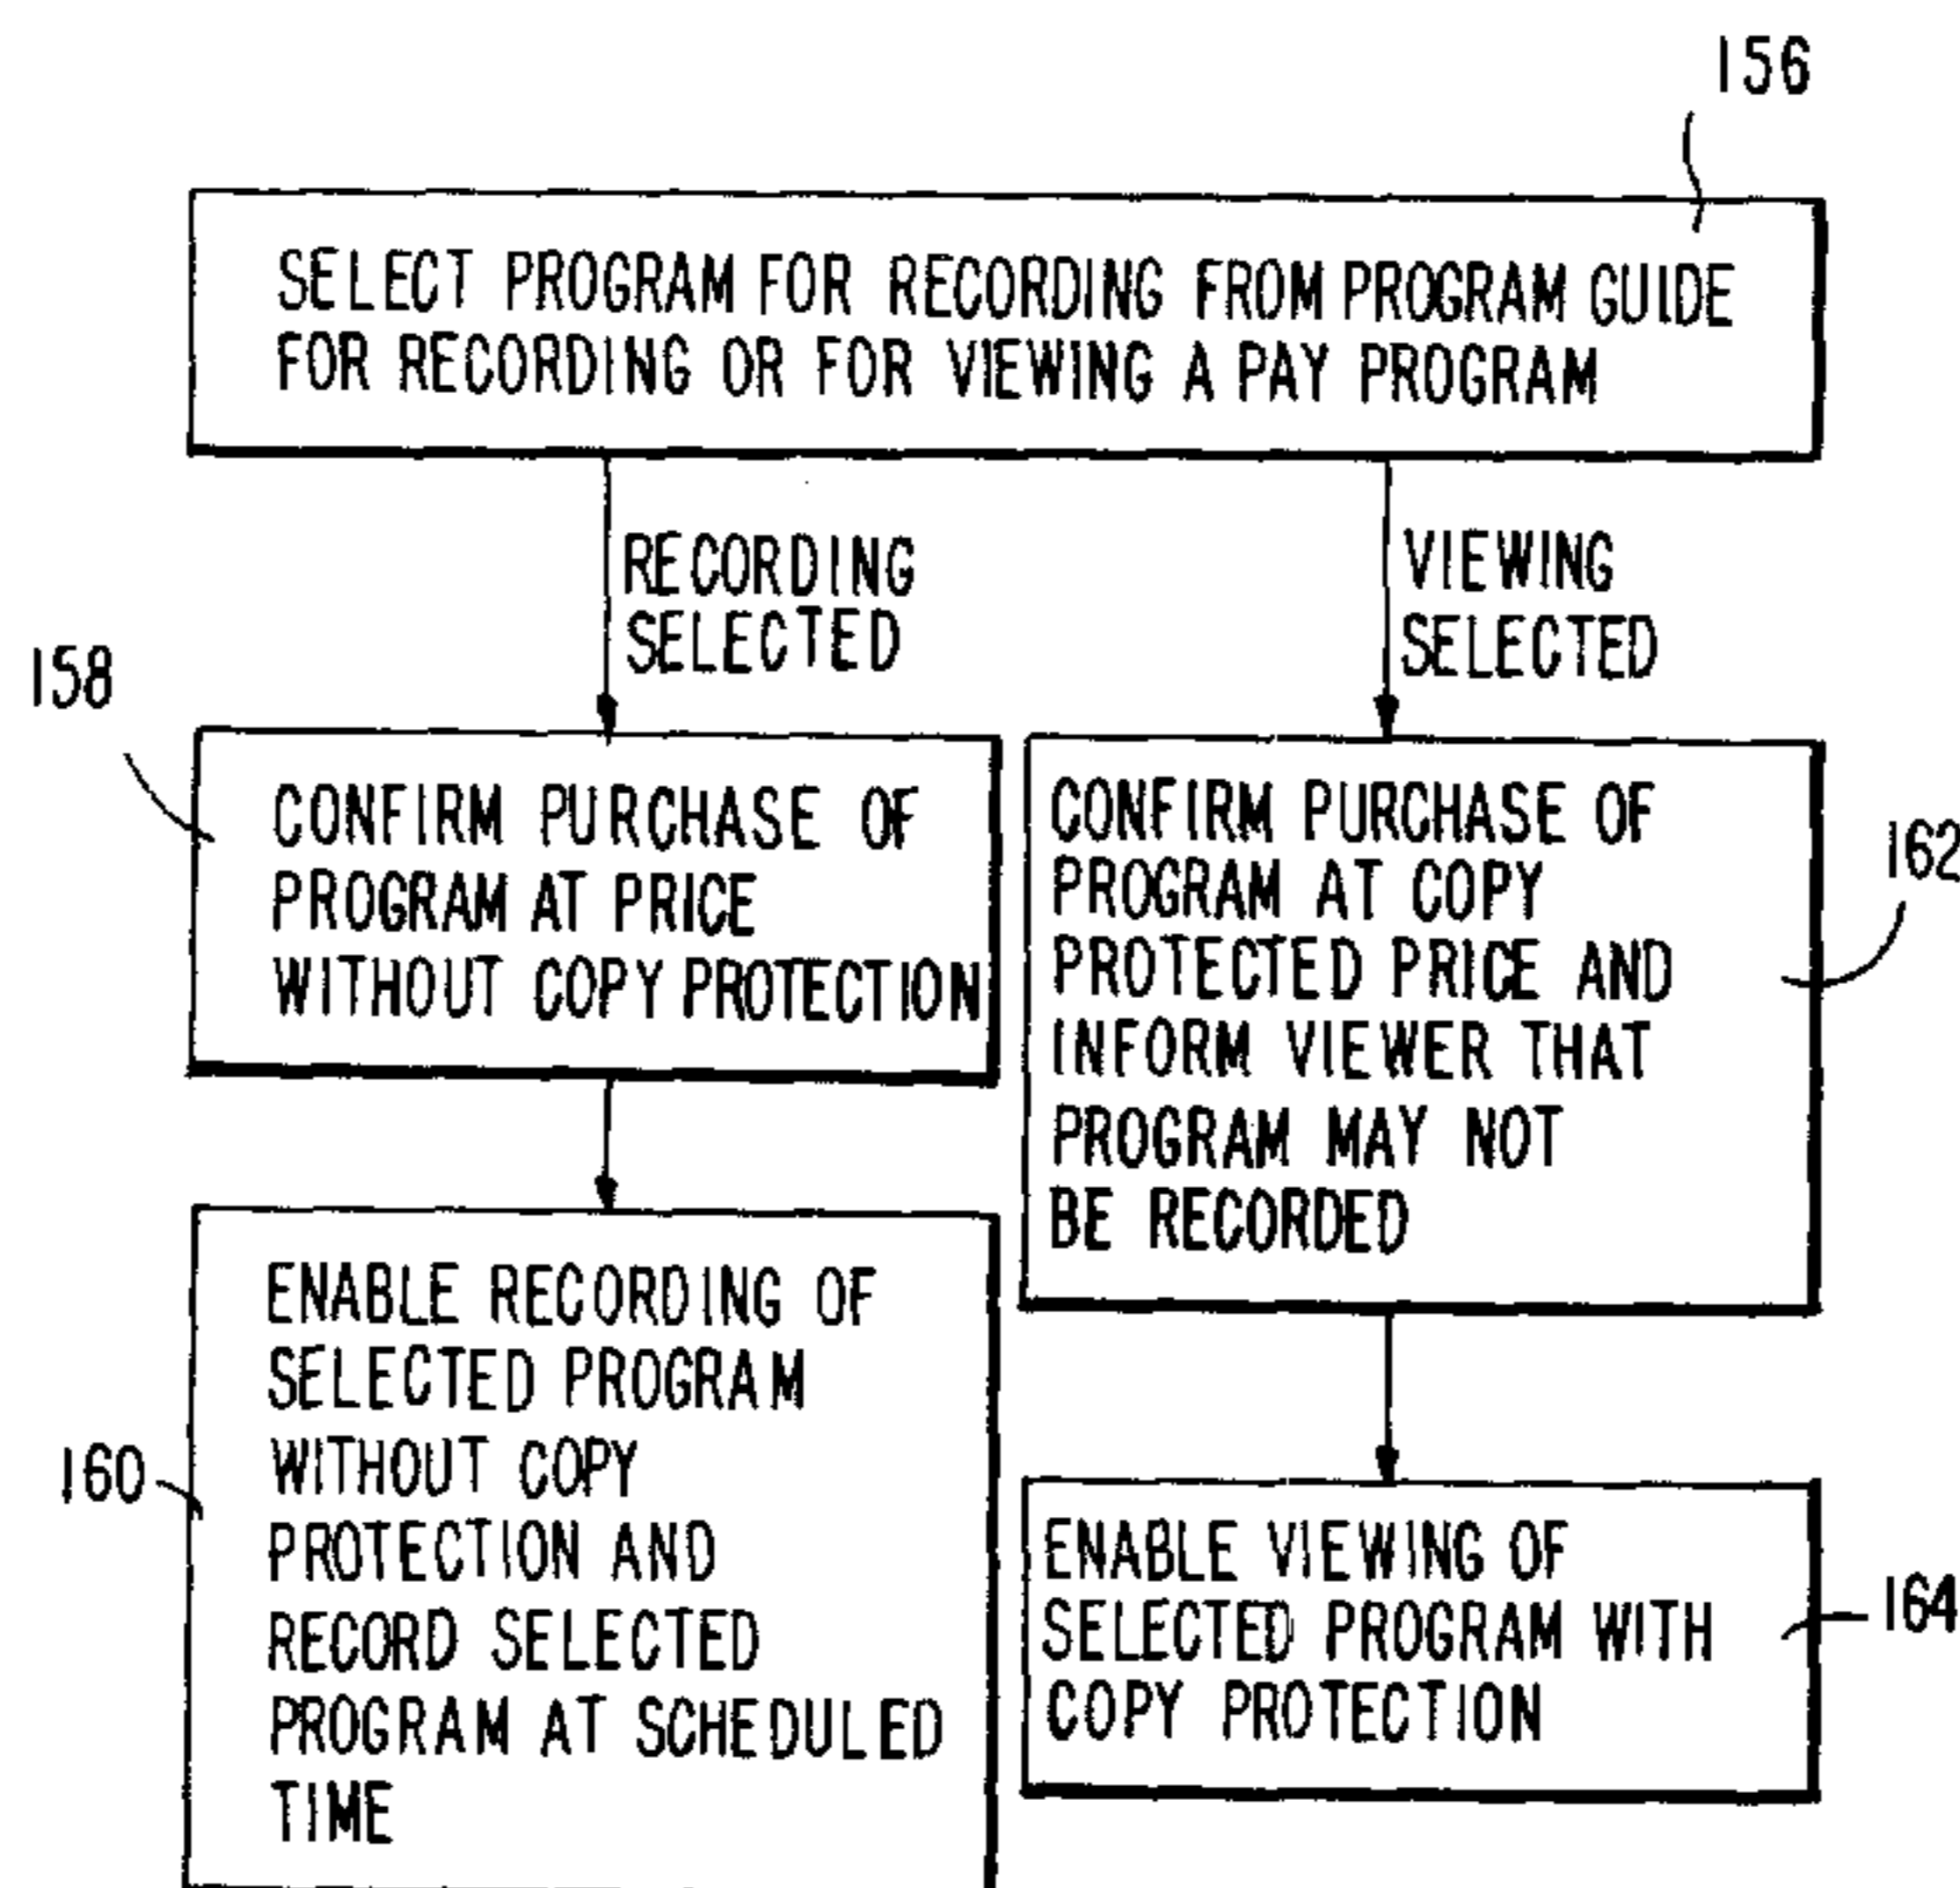 156
SELECT PROGRAM FOR RECORDING FROM PROGRAM GUIDE
FOR RECORDING OR FOR VIEWING A PAY PROGRAM
RECORDING
SELECTED
VIEWING
SELECTED
158
CONFIRM PURCHASE OF
PROGRAM AT PRICE
WITHOUT COPY PROTECTION
CONFIRM PURCHASE OF
PROGRAM AT COPY
PROTECTED PRICE AND
INFORM VIEWER THAT
PROGRAM MAY NOT
BE RECORDED
162
160
ENABLE RECORDING OF
SELECTED PROGRAM
WITHOUT COPY
PROTECTION AND
RECORD SELECTED
PROGRAM AT SCHEDULED
TIME
ENABLE VIEWING OF
SELECTED PROGRAM WITH
COPY PROTECTION
164